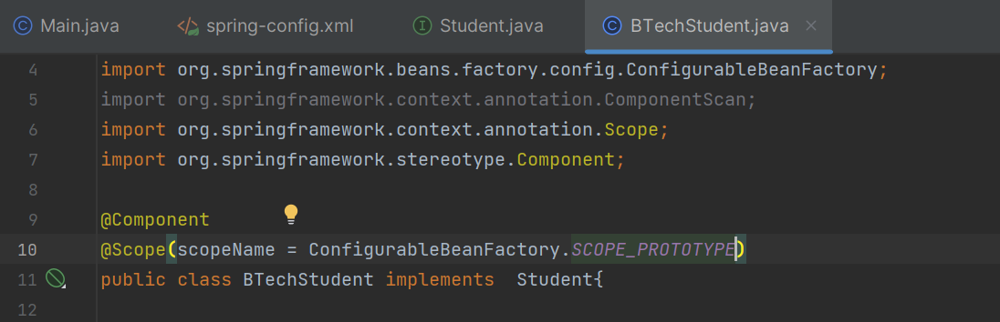 Main.java spring-config.xml Student.java BTechStudent.java
4 import org.springframework.beans.factory.config.ConfigurableBeanFactory;
5 import org.springframework.context.annotation.ComponentScan;
6 import org.springframework.context.annotation.Scope;
7 import org.springframework.stereotype.Component;
8
9 @Component
10 @Scope(scopeName = ConfigurableBeanFactory.SCOPE_PROTOTYPE)
11 public class BTechStudent implements  Student{
12